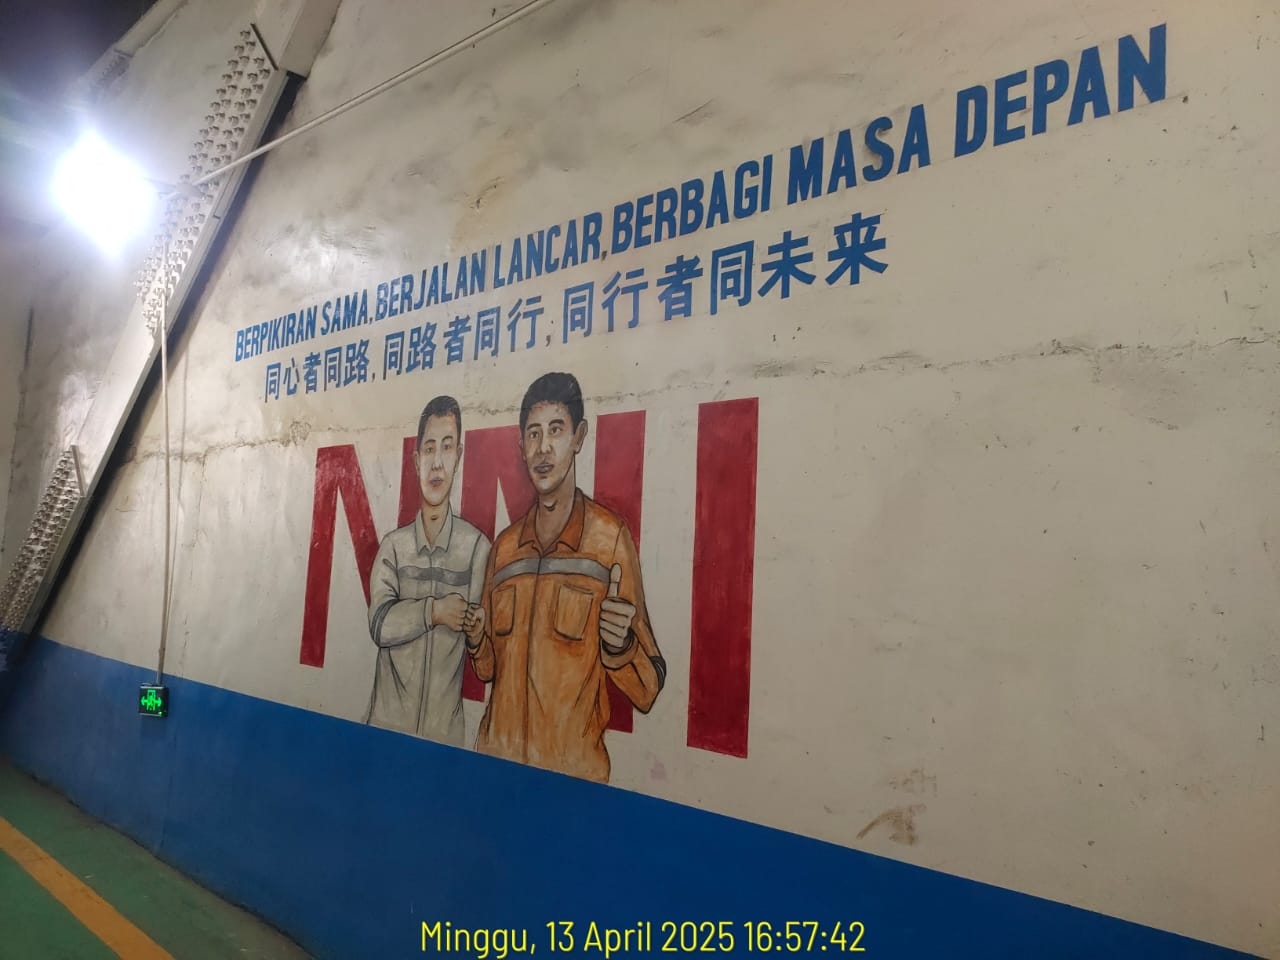 BERPIKIRAN SAMA, BERJALAN LANCAR, BERBAGI MASA DEPAN
同心者同路, 同路者同行, 同行者同未来
NNI
Minggu, 13 April 2025 16:57:42